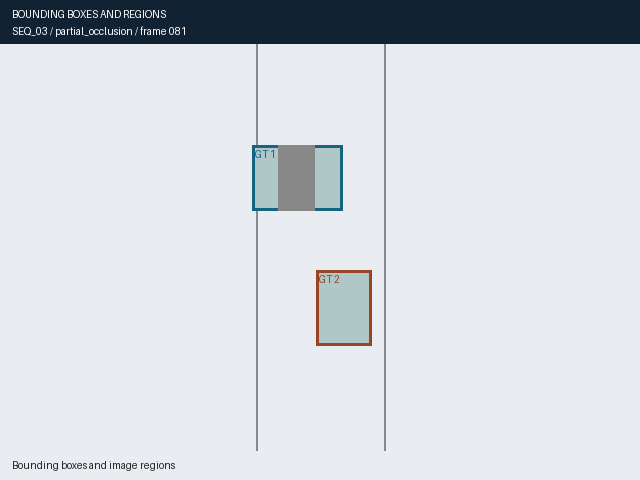 BOUNDING BOXES AND REGIONS
SEQ_03 / partial_occlusion / frame 081
GT1
GT2
Bounding boxes and image regions